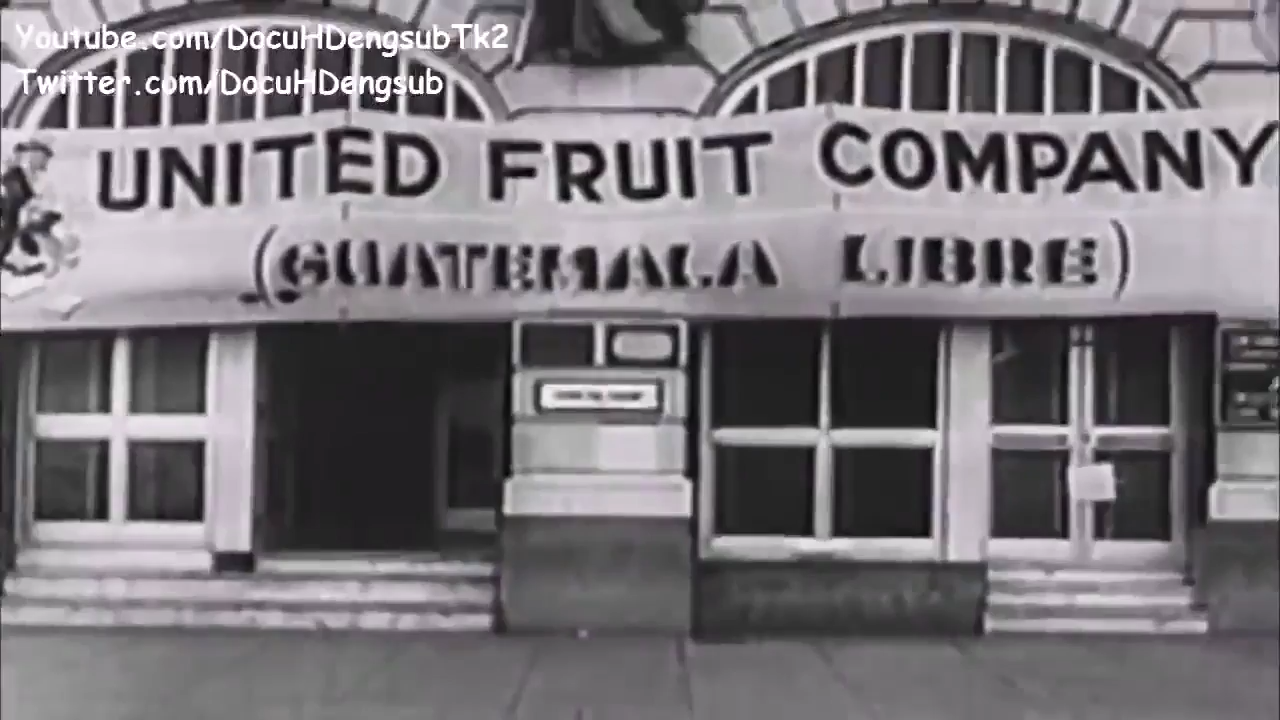 Youtube.com/DocuHDengsubTk2
Twitter.com/DocuHDengsub
UNITED FRUIT COMPANY
(GUATEMALA LIBRE)